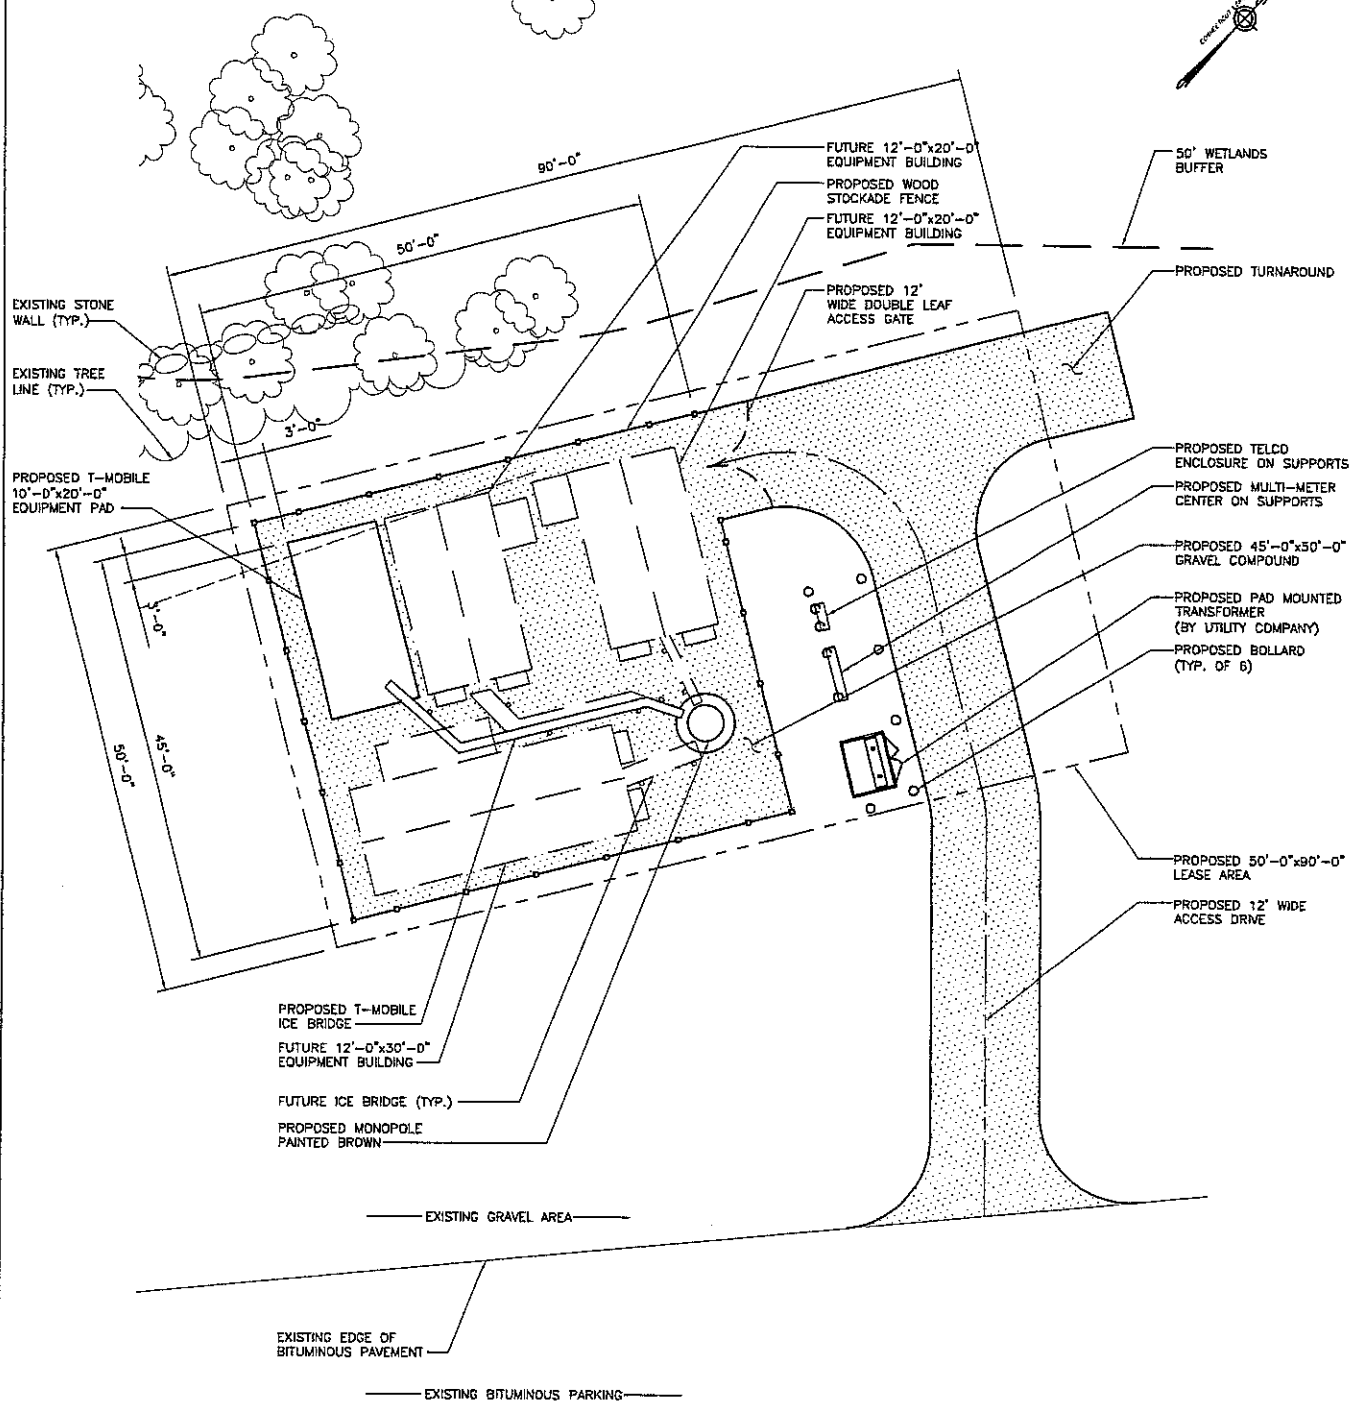 CONNECTICUT
90'-0"
50'-0"
FUTURE 12'-0"x20'-0"
EQUIPMENT BUILDING
PROPOSED WOOD
STOCKADE FENCE
FUTURE 12'-0"x20'-0"
EQUIPMENT BUILDING
PROPOSED 12'
WIDE DOUBLE LEAF
ACCESS GATE
50' WETLANDS
BUFFER
PROPOSED TURNAROUND
EXISTING STONE
WALL (TYP.)
EXISTING TREE
LINE (TYP.)
3'-0"
PROPOSED T-MOBILE
10'-0"x20'-0"
EQUIPMENT PAD
3'-0"
45'-0"
50'-0"
PROPOSED TELCO
ENCLOSURE ON SUPPORTS
PROPOSED MULTI-METER
CENTER ON SUPPORTS
PROPOSED 45'-0"x50'-0"
GRAVEL COMPOUND
PROPOSED PAD MOUNTED
TRANSFORMER
(BY UTILITY COMPANY)
PROPOSED BOLLARD
(TYP. OF 6)
PROPOSED 50'-0"x90'-0"
LEASE AREA
PROPOSED 12' WIDE
ACCESS DRIVE
PROPOSED T-MOBILE
ICE BRIDGE
FUTURE 12'-0"x30'-0"
EQUIPMENT BUILDING
FUTURE ICE BRIDGE (TYP.)
PROPOSED MONOPOLE
PAINTED BROWN
EXISTING GRAVEL AREA
EXISTING EDGE OF
BITUMINOUS PAVEMENT
EXISTING BITUMINOUS PARKING